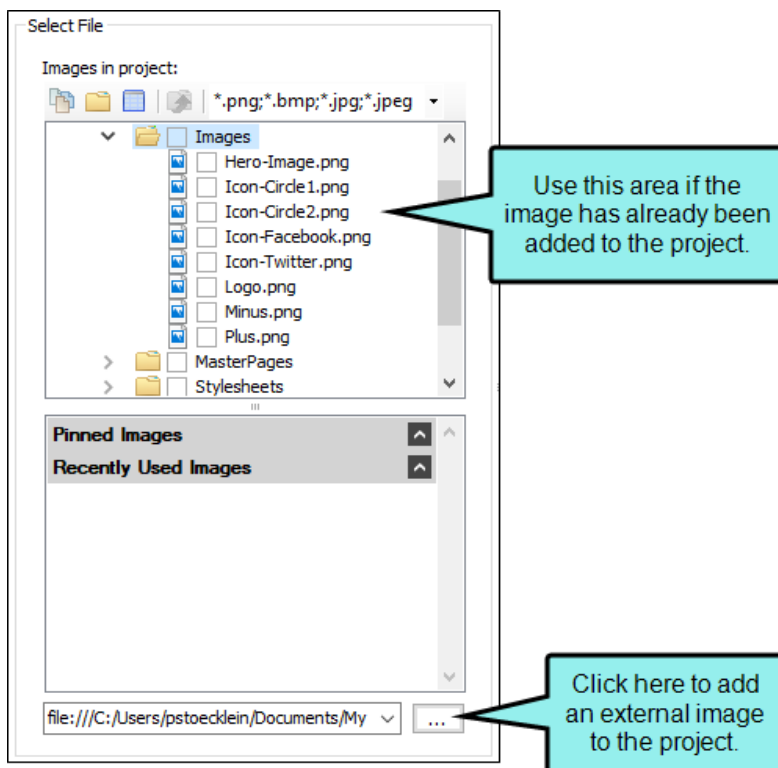 Select File
Images in project:
*.png;*.bmp;*.jpg;*.jpeg
Images
Hero-Image.png
Icon-Circle1.png
Icon-Circle2.png
Icon-Facebook.png
Icon-Twitter.png
Logo.png
Minus.png
Plus.png
MasterPages
Stylesheets
Use this area if the
image has already been
added to the project.
Pinned Images
Recently Used Images
file:///C:/Users/pstoecklein/Documents/My
...
Click here to add
an external image
to the project.